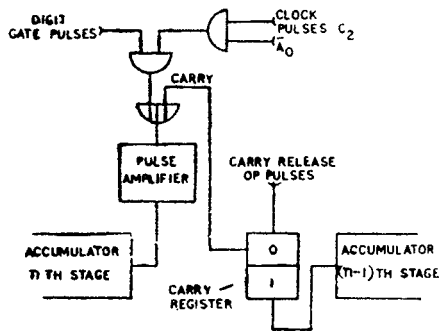 DIGIT
GATE PULSES
CLOCK
PULSES C₂
A̅₀
CARRY
PULSE
AMPLIFIER
CARRY RELEASE
OP PULSES
ACCUMULATOR
n TH STAGE
0
1
CARRY
REGISTER
ACCUMULATOR
(n-1)TH STAGE